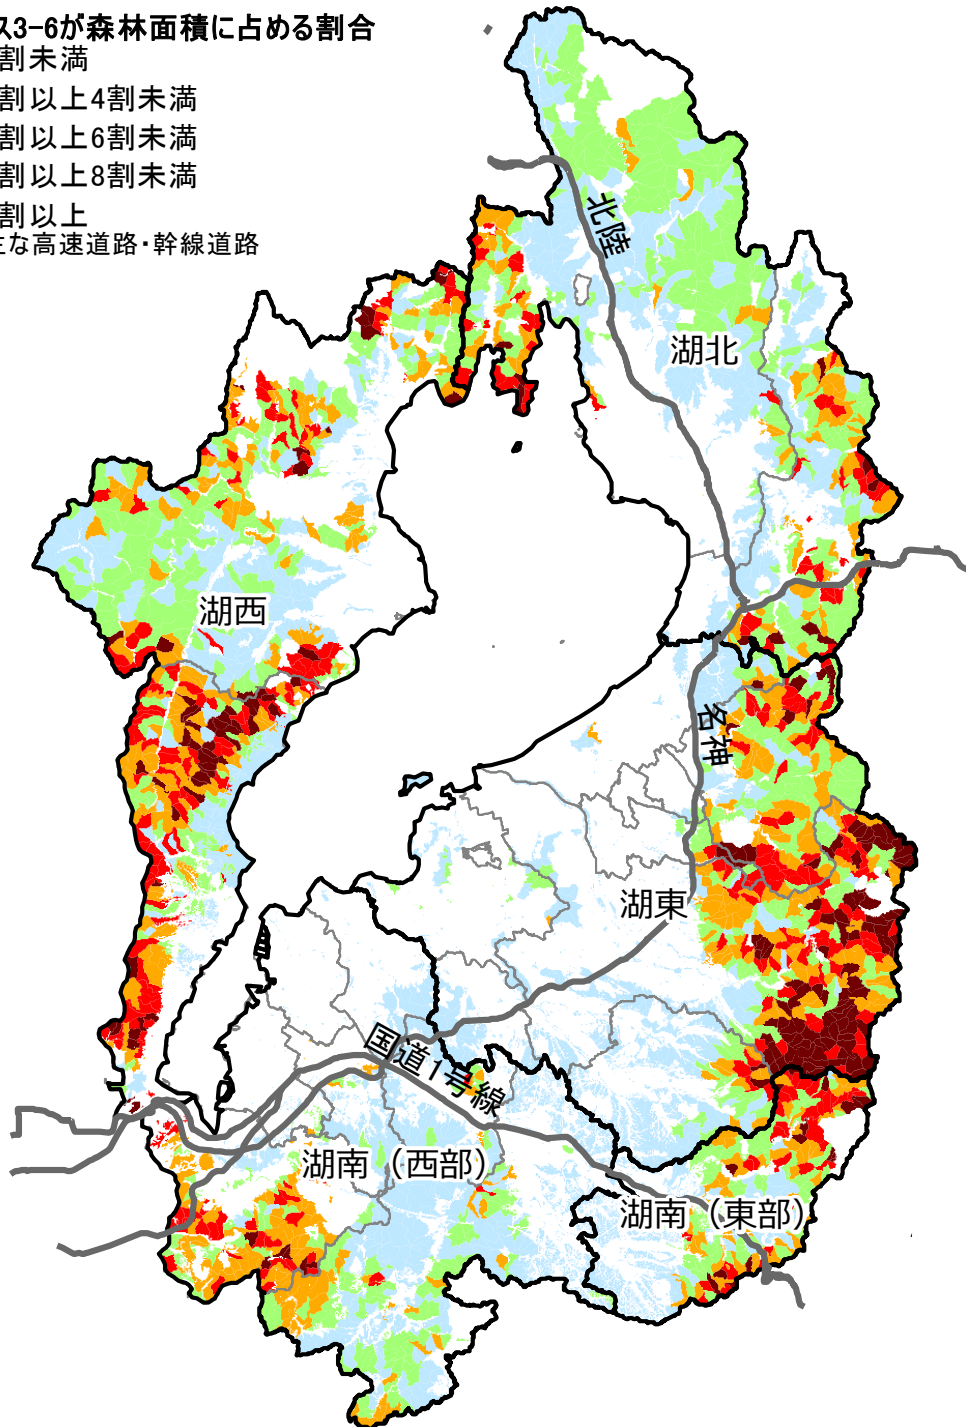 ス3-6が森林面積に占める割合
割未満
割以上4割未満
割以上6割未満
割以上8割未満
割以上
主な高速道路・幹線道路
北陸
湖北
湖西
名神
湖東
国道1号線
湖南（西部）
湖南（東部）